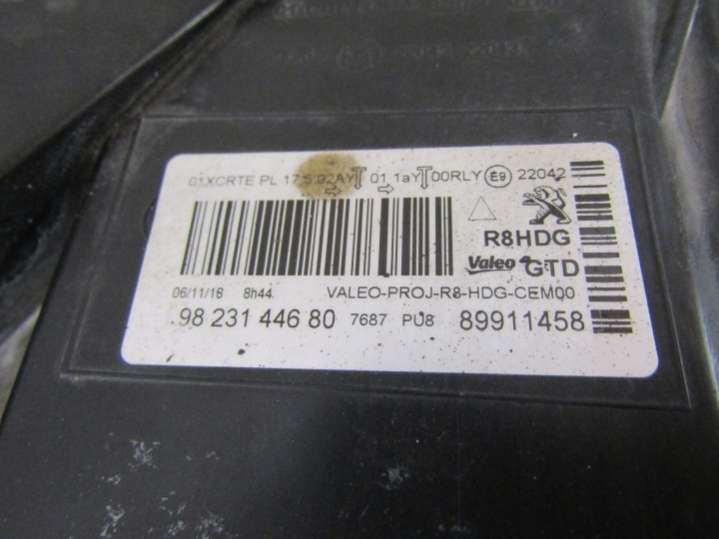 01XCRTE PL 17.5 02AY 01 1aY 00RLY E9 22042
R8HDG
Valeo GTD
06/11/18 8h44 VALEO-PROJ-R8-HDG-CEM00
98 231 446 80 7687 PU8 89911458